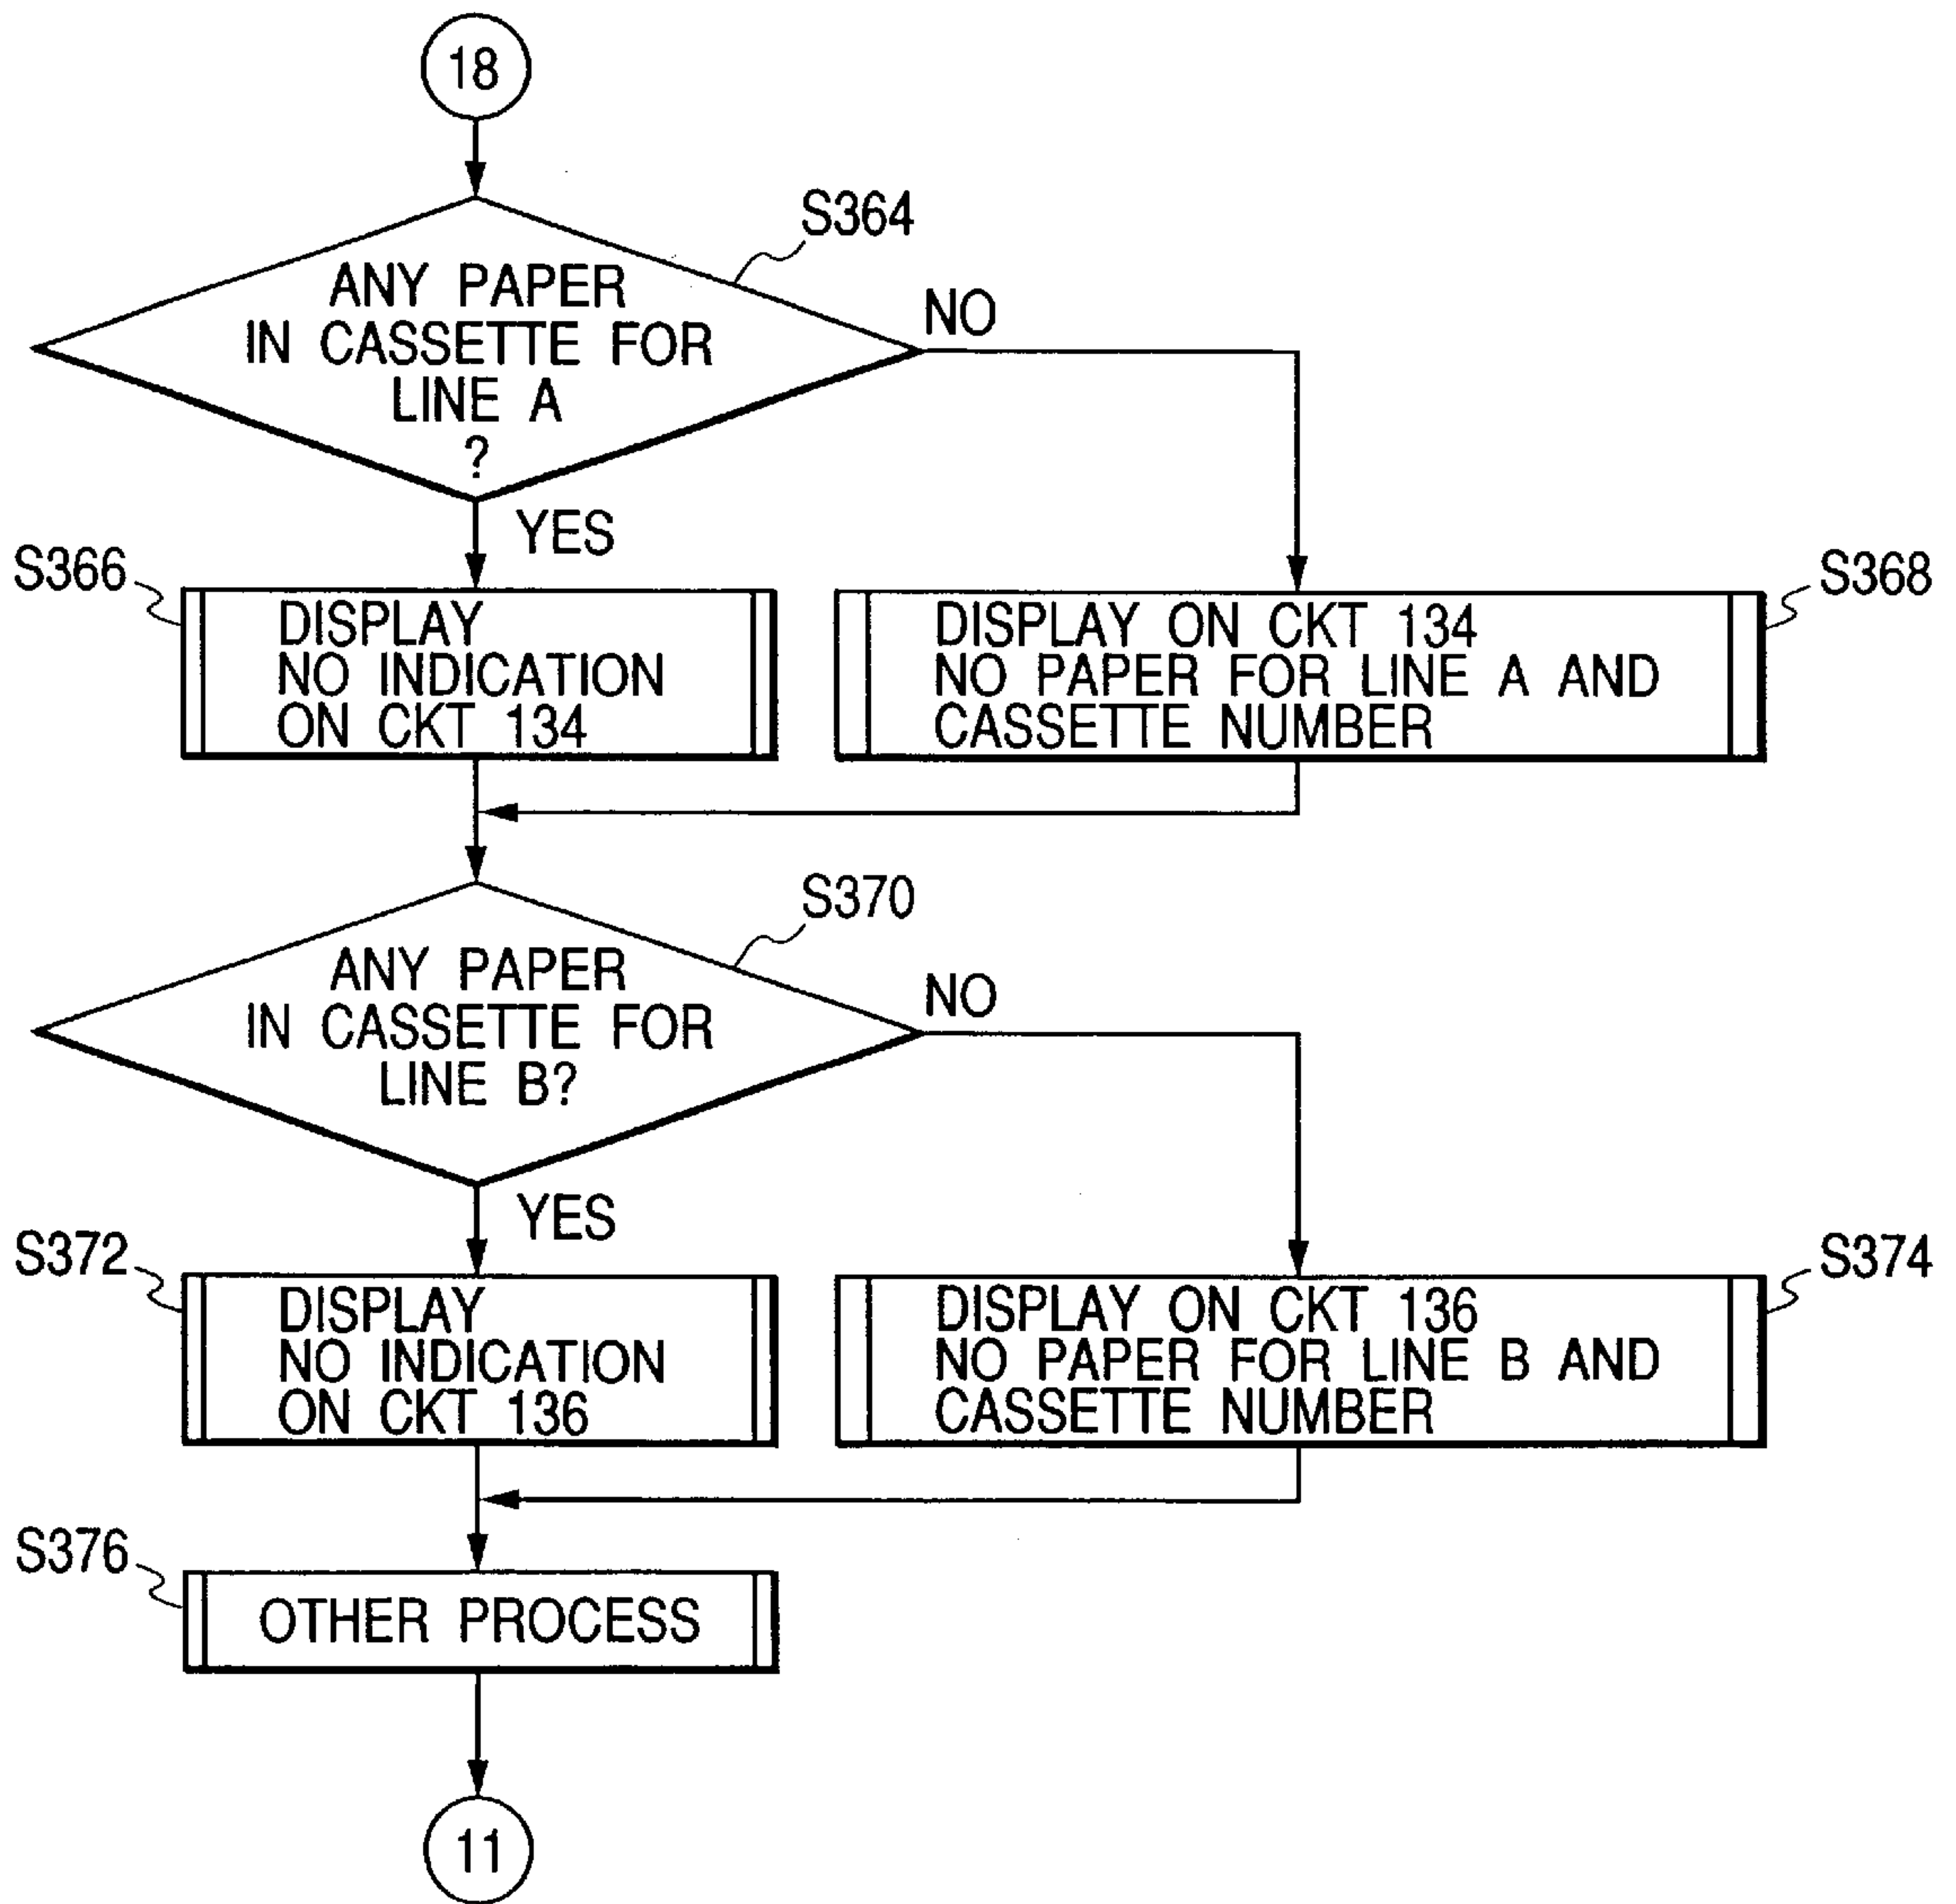 18
S364
ANY PAPER
IN CASSETTE FOR
LINE A
?
NO
YES
S366
DISPLAY
NO INDICATION
ON CKT 134
S368
DISPLAY ON CKT 134
NO PAPER FOR LINE A AND
CASSETTE NUMBER
S370
ANY PAPER
IN CASSETTE FOR
LINE B?
NO
YES
S372
DISPLAY
NO INDICATION
ON CKT 136
S374
DISPLAY ON CKT 136
NO PAPER FOR LINE B AND
CASSETTE NUMBER
S376
OTHER PROCESS
11